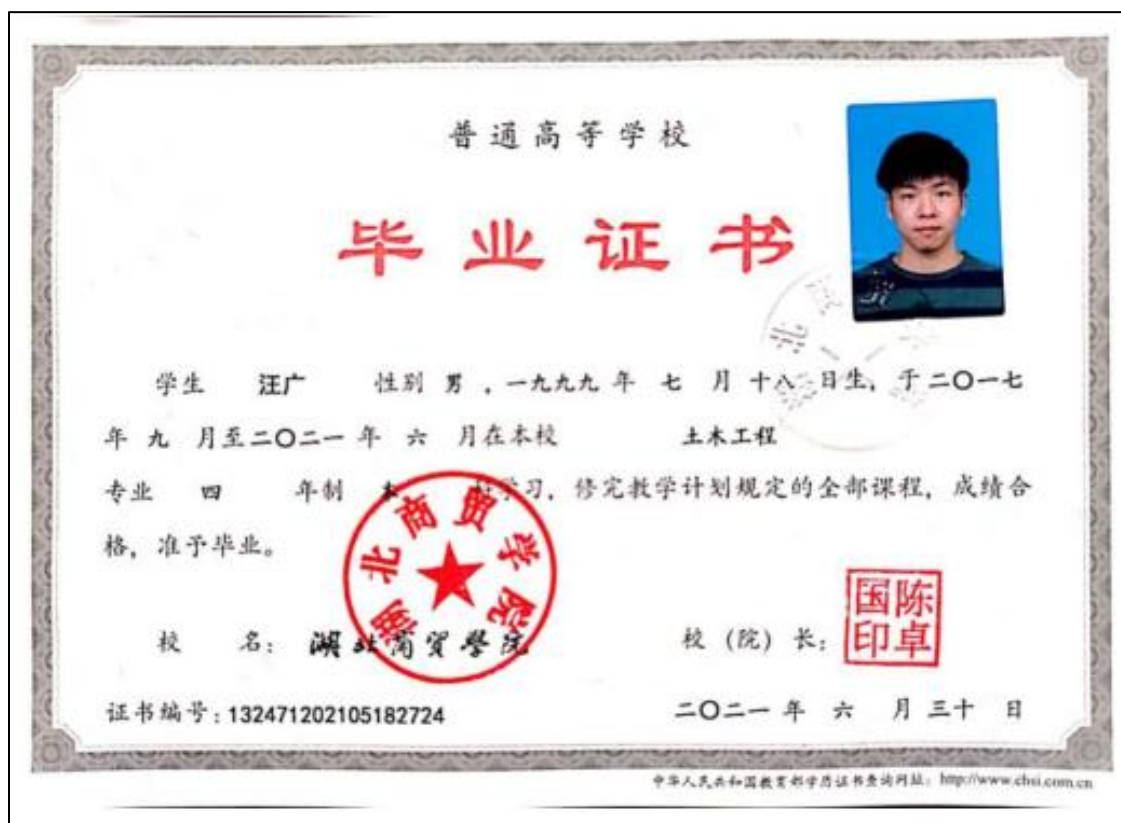 普通高等学校
毕业证书
学生 汪广 性别 男 ，一九九九 年 七 月 十八 日生，于二〇一七
年 九 月至二〇二一 年 六 月在本校 土木工程
专业 四 年制 本 学习，修完教学计划规定的全部课程，成绩合
格，准予毕业。
湖北商贸学院
校 名：湖北商贸學院
校（院）长：
国陈
印卓
证书编号：132471202105182724
二〇二一 年 六 月 三十 日
中华人民共和国教育部学历证书查询网址：http://www.chsi.com.cn